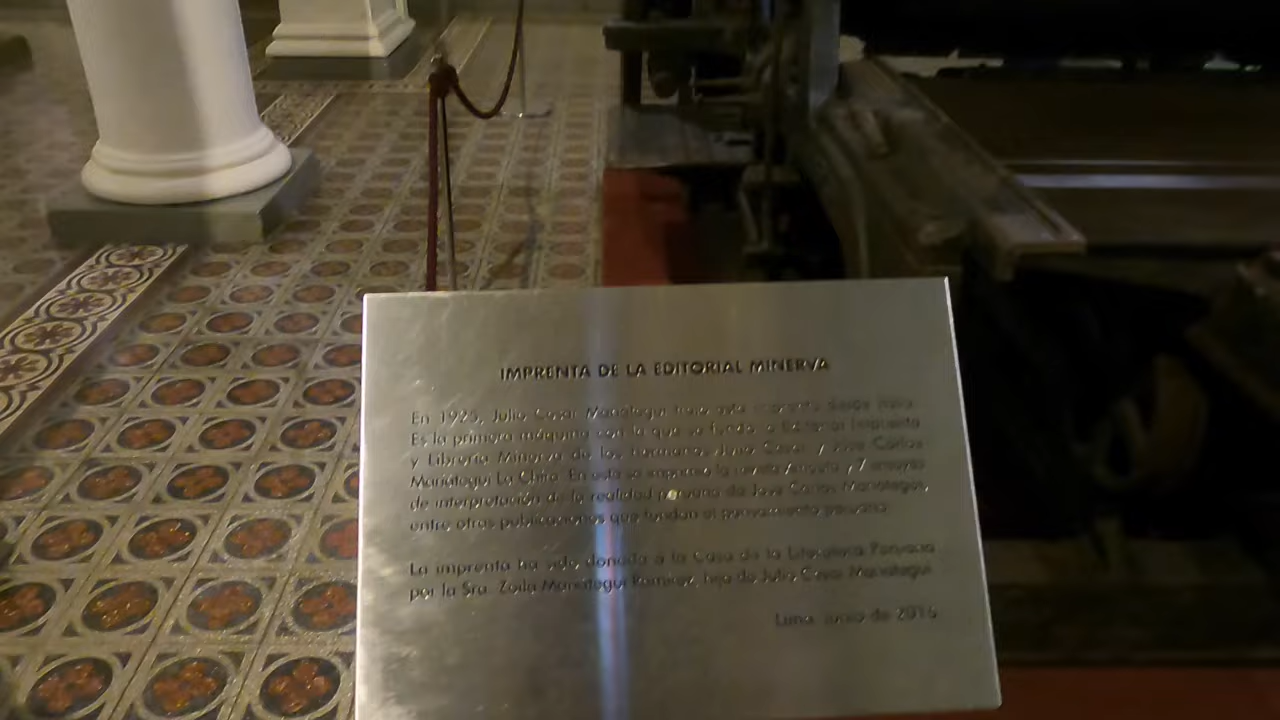 IMPRENTA DE LA EDITORIAL MINERVA
En 1925, Julio César Mariátegui trajo esta imprenta desde
Es la primera máquina con la que se fundó la Editorial Imprenta
y Librería Minerva de los hermanos Julio César y José Carlos
Mariátegui La Chira. En esta se imprimió la revista Amauta y 7 ensayos
de interpretación de la realidad peruana de José Carlos Mariátegui,
entre otras publicaciones que fundan el pensamiento peruano.
La imprenta ha sido donada a la Casa de la Literatura Peruana
por la Sra. Zoila Mariátegui Ramírez, hija de Julio César Mariátegui.
Lima, de